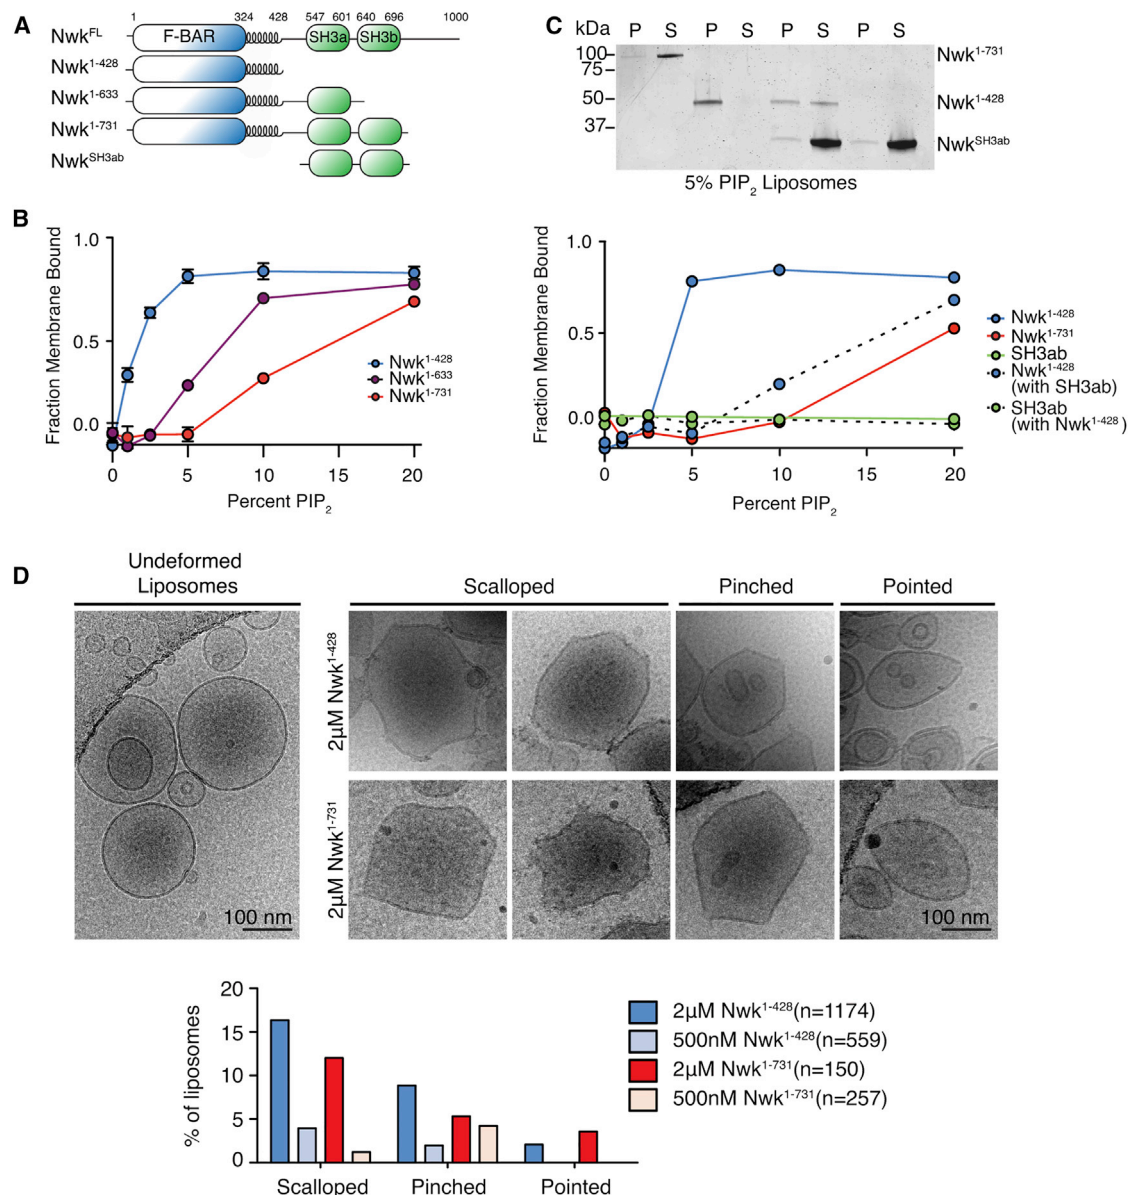 A
1 324 428 547 601 640 696 1000
Nwk^FL F-BAR SH3a SH3b
Nwk^1-428
Nwk^1-633
Nwk^1-731
Nwk^SH3ab
C
kDa P S P S P S P S
100
75
50
37
Nwk^1-731
Nwk^1-428
Nwk^SH3ab
5% PIP₂ Liposomes
B
Fraction Membrane Bound
1.0
0.5
0.0
0 5 10 15 20
Percent PIP₂
Nwk^1-428
Nwk^1-633
Nwk^1-731
Fraction Membrane Bound
1.0
0.5
0.0
0 5 10 15 20
Percent PIP₂
Nwk^1-428
Nwk^1-731
SH3ab
Nwk^1-428
(with SH3ab)
SH3ab
(with Nwk^1-428)
D
Undeformed
Liposomes
Scalloped Pinched Pointed
2μM Nwk^1-428
2μM Nwk^1-731
100 nm
100 nm
% of liposomes
20
15
10
5
0
Scalloped Pinched Pointed
2μM Nwk^1-428(n=1174)
500nM Nwk^1-428(n=559)
2μM Nwk^1-731(n=150)
500nM Nwk^1-731(n=257)